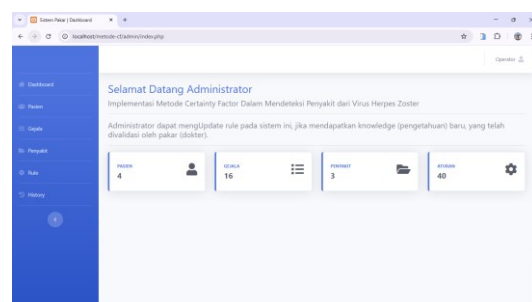 Sistem Pakar | Dashboard
localhost/metode-cf/admin/index.php
Operator
Dashboard
Pasien
Gejala
Penyakit
Rule
History
Selamat Datang Administrator
Implementasi Metode Certainty Factor Dalam Mendeteksi Penyakit dari Virus Herpes Zoster
Administrator dapat mengUpdate rule pada sistem ini, jika mendapatkan knowledge (pengetahuan) baru, yang telah
divalidasi oleh pakar (dokter).
PASIEN
4
GEJALA
16
PENYAKIT
3
ATURAN
40